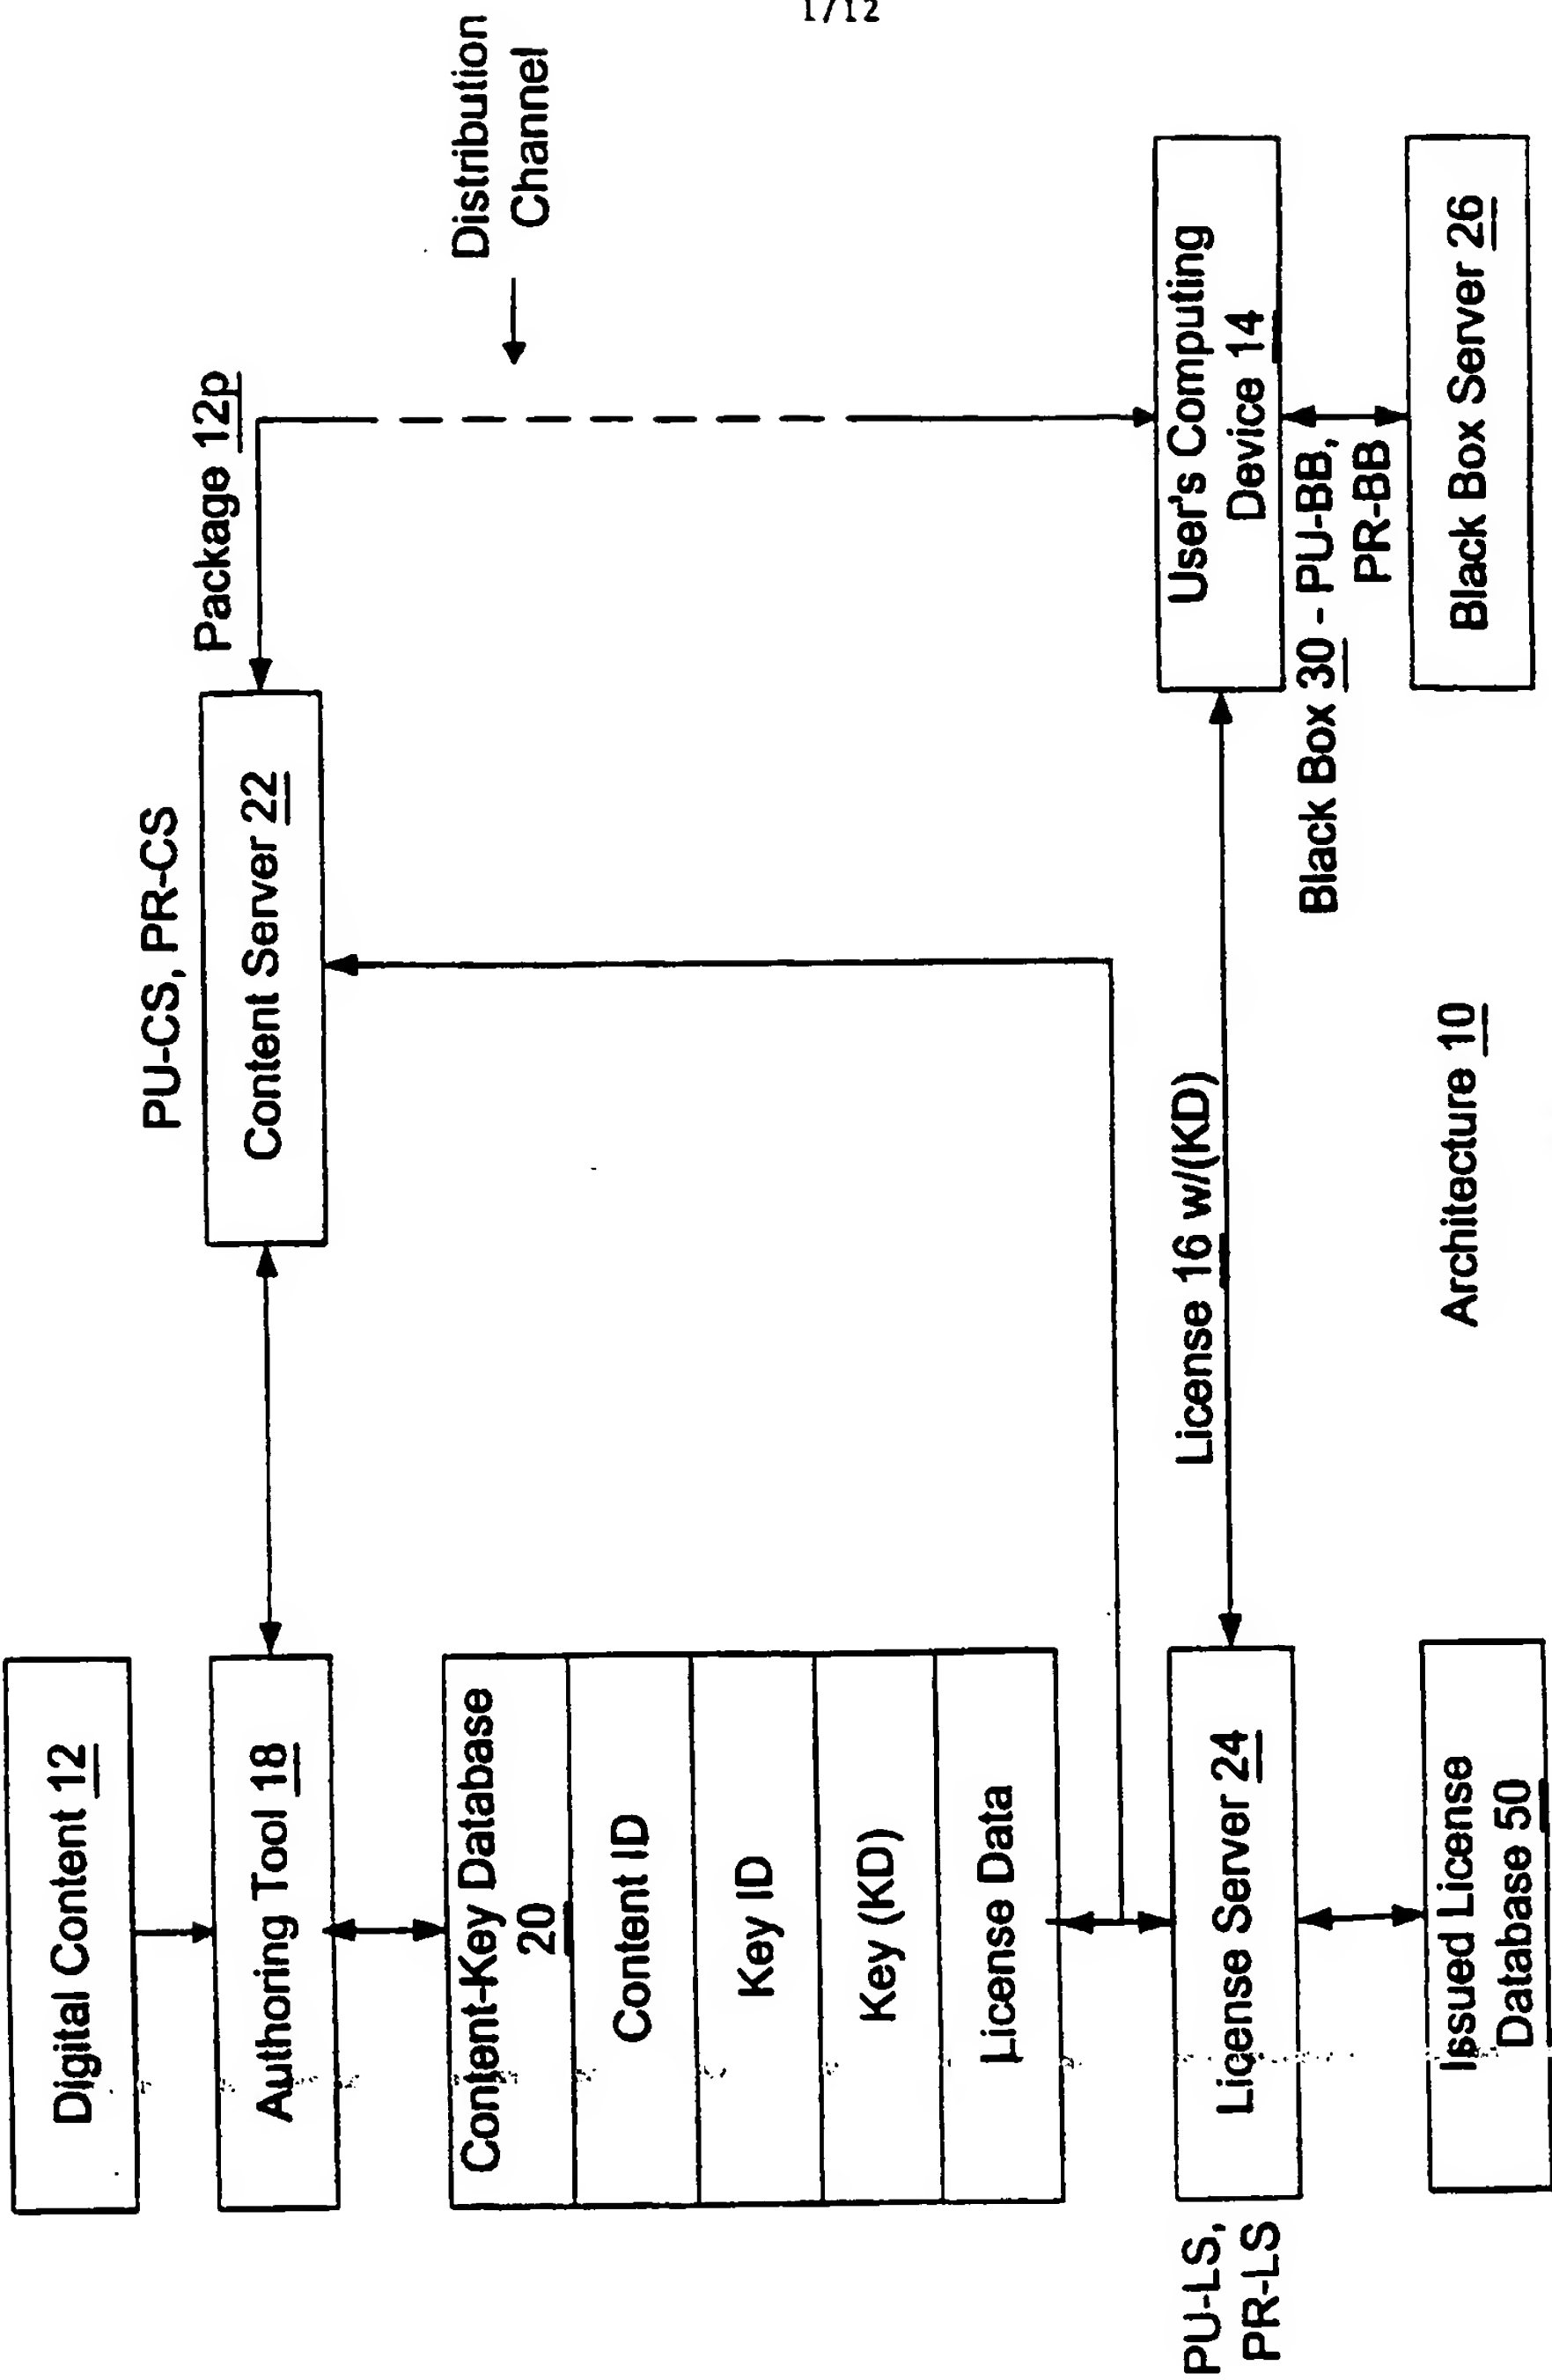 1/12
Digital Content 12
Authoring Tool 18
Content-Key Database
20
Content ID
Key ID
Key (KD)
License Data
PU-LS,
PR-LS
License Server 24
Issued License
Database 50
PU-CS, PR-CS
Content Server 22
Package 12p
Distribution
Channel
License 16 w/(KD)
User's Computing
Device 14
Black Box 30 - PU-BB,
PR-BB
Black Box Server 26
Architecture 10